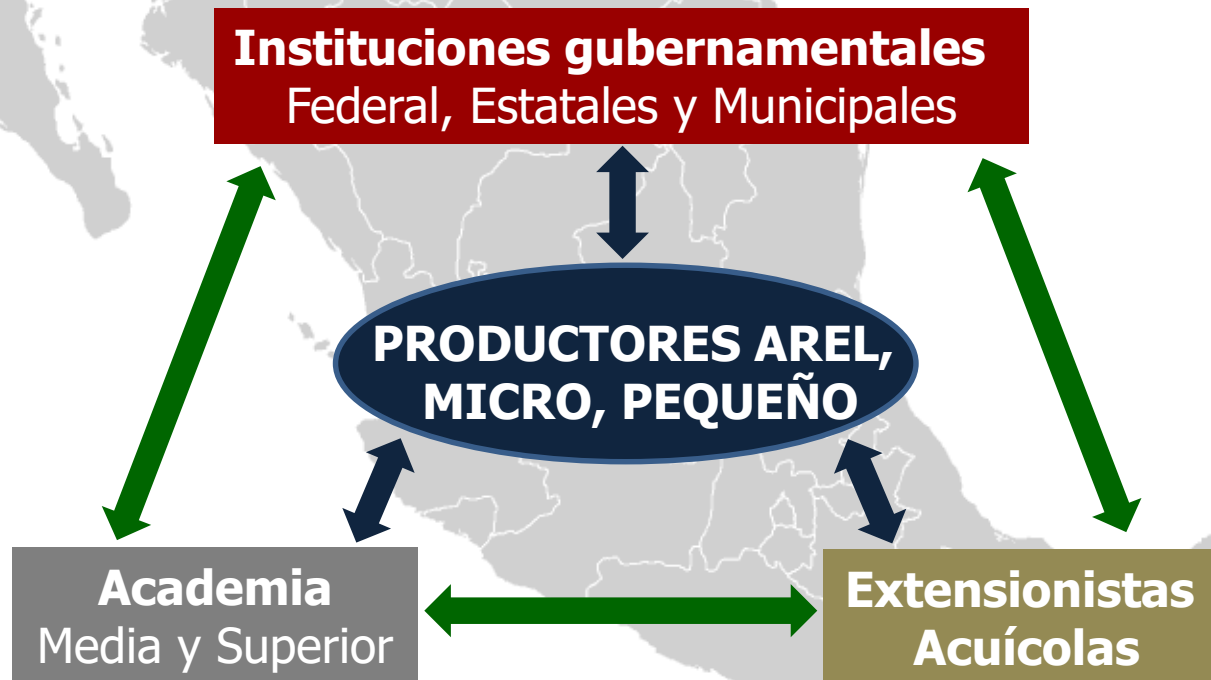 Instituciones gubernamentales
Federal, Estatales y Municipales
PRODUCTORES AREL,
MICRO, PEQUEÑO
Academia
Media y Superior
Extensionistas
Acuícolas